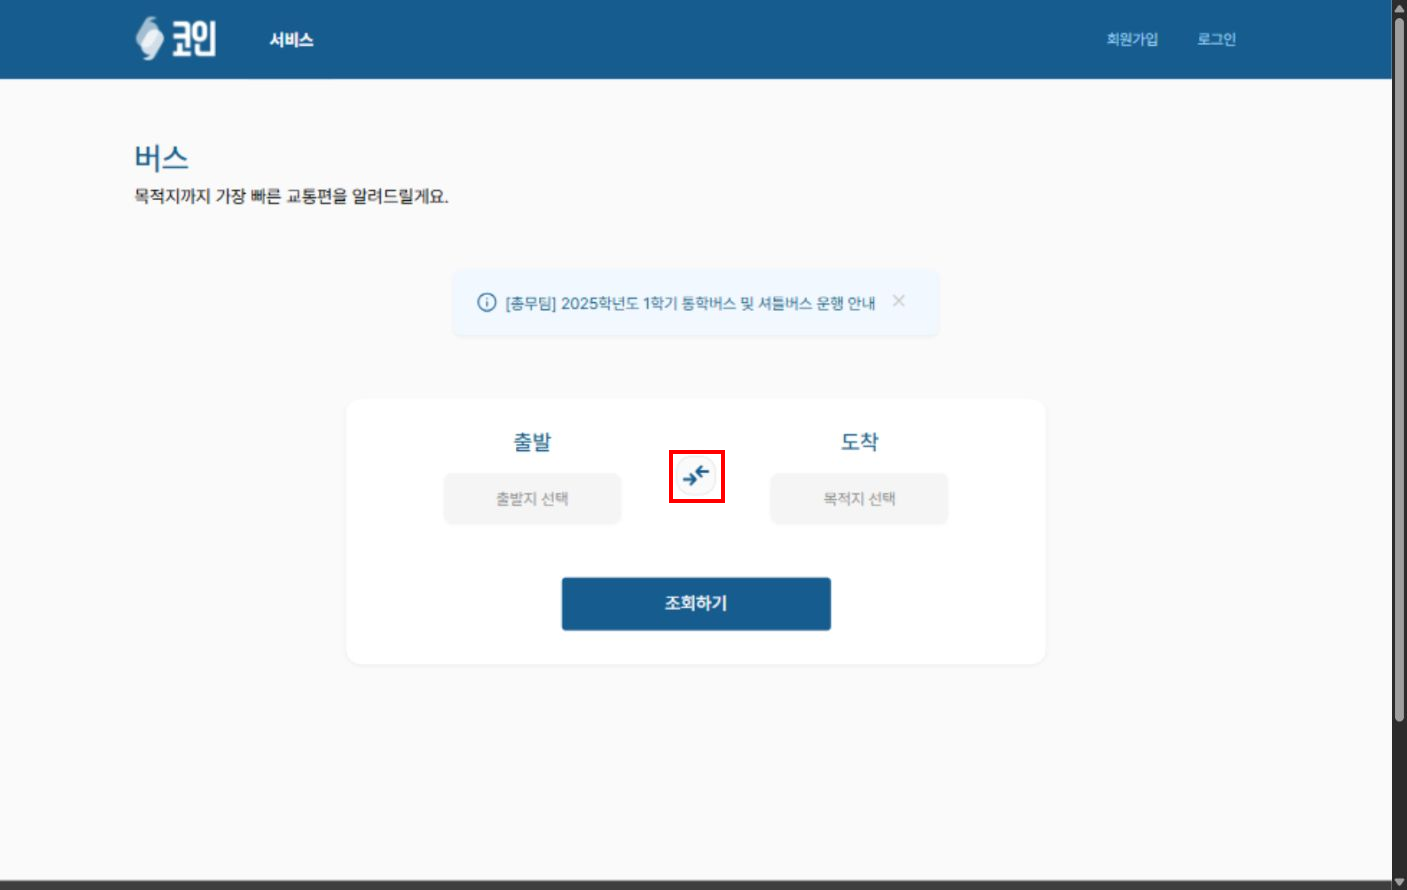 코인
서비스
회원가입
로그인
버스
목적지까지 가장 빠른 교통편을 알려드릴게요.
[총무팀] 2025학년도 1학기 통학버스 및 셔틀버스 운행 안내
출발
도착
출발지 선택
목적지 선택
조회하기